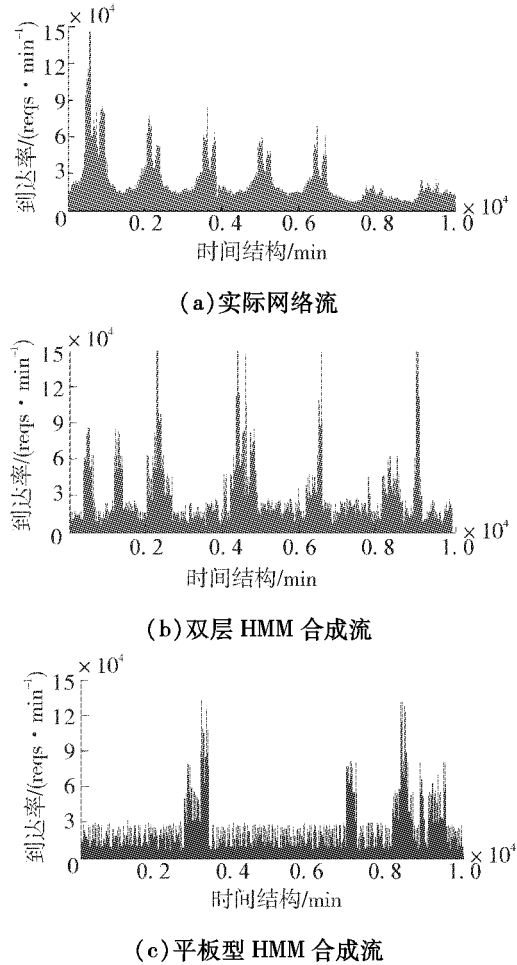 × 10⁴
到达率/(reqs · min⁻¹)
15
12
9
6
3
0
0. 2 0. 4 0. 6 0. 8 1. 0
× 10⁴
时间结构/min
(a)实际网络流
× 10⁴
到达率/(reqs · min⁻¹)
15
12
9
6
3
0
0. 2 0. 4 0. 6 0. 8 1. 0
× 10⁴
时间结构/min
(b)双层 HMM 合成流
× 10⁴
到达率/(reqs · min⁻¹)
15
12
9
6
3
0
0. 2 0. 4 0. 6 0. 8 1. 0
× 10⁴
时间结构/min
(c)平板型 HMM 合成流